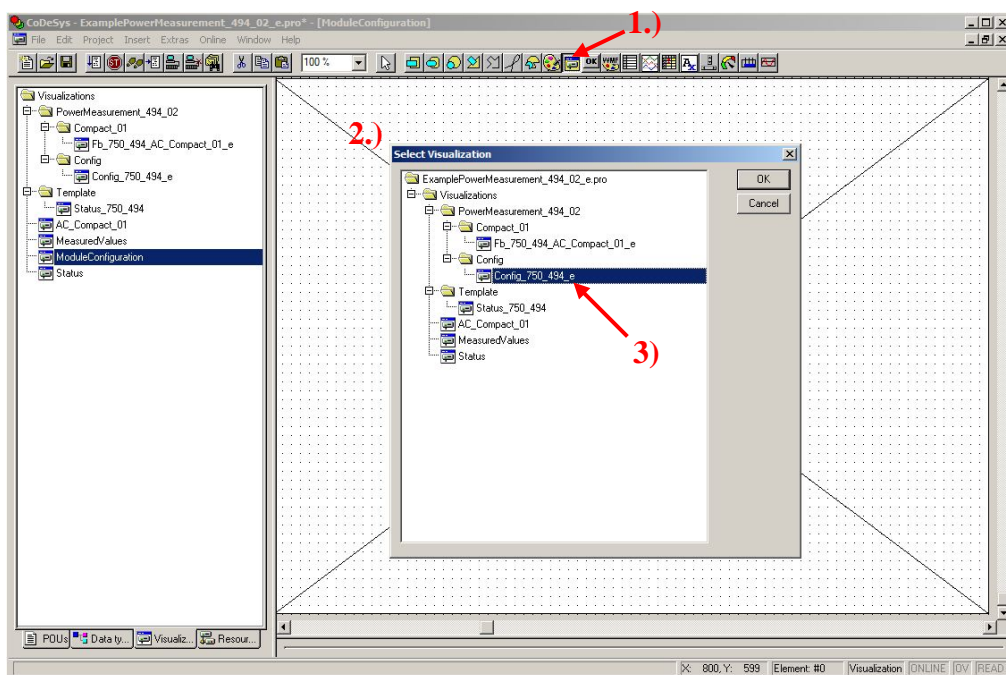 CoDeSys - ExamplePowerMeasurement_494_02_e.pro* - [ModuleConfiguration]
1.)
File Edit Project Insert Extras Online Window Help
100 %
OK
Visualizations
PowerMeasurement_494_02
Compact_01
Fb_750_494_AC_Compact_01_e
Config
Config_750_494_e
Template
Status_750_494
AC_Compact_01
MeasuredValues
ModuleConfiguration
Status
2.)
Select Visualization
ExamplePowerMeasurement_494_02_e.pro
Visualizations
PowerMeasurement_494_02
Compact_01
Fb_750_494_AC_Compact_01_e
Config
Config_750_494_e
Template
Status_750_494
AC_Compact_01
MeasuredValues
Status
OK
Cancel
3)
POUs Data ty... Visualiz... Resour...
X: 800, Y: 599 Element: #0 Visualization ONLINE OV READ